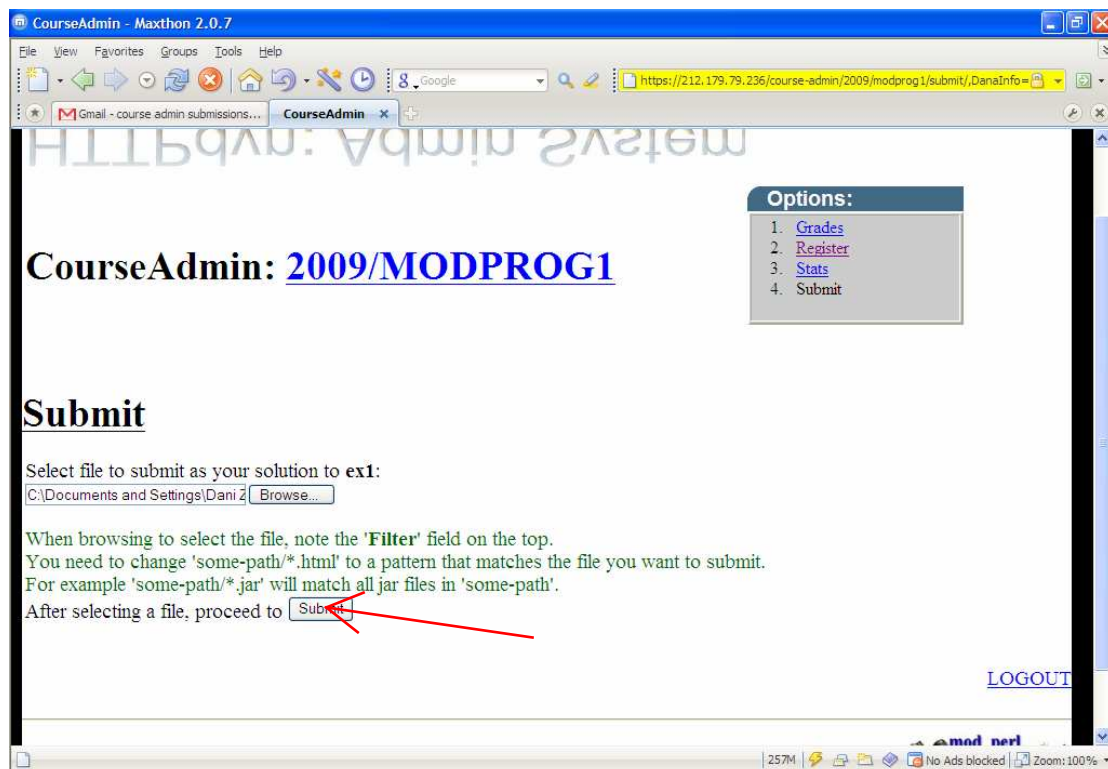 CourseAdmin - Maxthon 2.0.7
File View Favorites Groups Tools Help
Google
https://212.179.79.236/course-admin/2009/modprog1/submit/,DanaInfo=
Gmail - course admin submissions...
CourseAdmin
HTTPdyn: Admin System
Options:
1. Grades
2. Register
3. Stats
4. Submit
CourseAdmin: 2009/MODPROG1
Submit
Select file to submit as your solution to ex1:
C:\Documents and Settings\Dani Z
Browse...
When browsing to select the file, note the 'Filter' field on the top.
You need to change 'some-path/*.html' to a pattern that matches the file you want to submit.
For example 'some-path/*.jar' will match all jar files in 'some-path'.
After selecting a file, proceed to Submit
LOGOUT
mod_perl
257M No Ads blocked Zoom: 100%